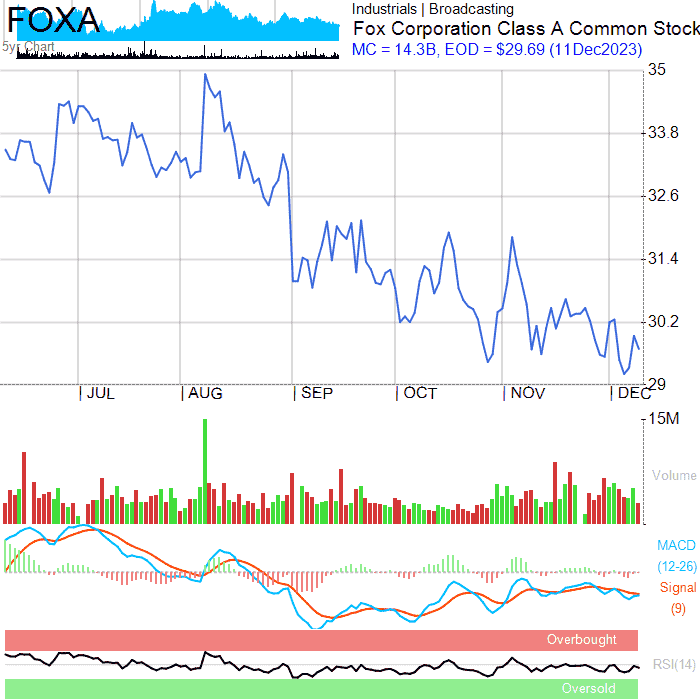 FOXA
Industrials | Broadcasting
Fox Corporation Class A Common Stock
MC = 14.3B, EOD = $29.69 (11Dec2023)
5yr Chart
35
33.8
32.6
31.4
30.2
29
| JUL | AUG | SEP | OCT | NOV | DEC
15M
Volume
MACD
(12-26)
Signal
(9)
Overbought
RSI(14)
Oversold